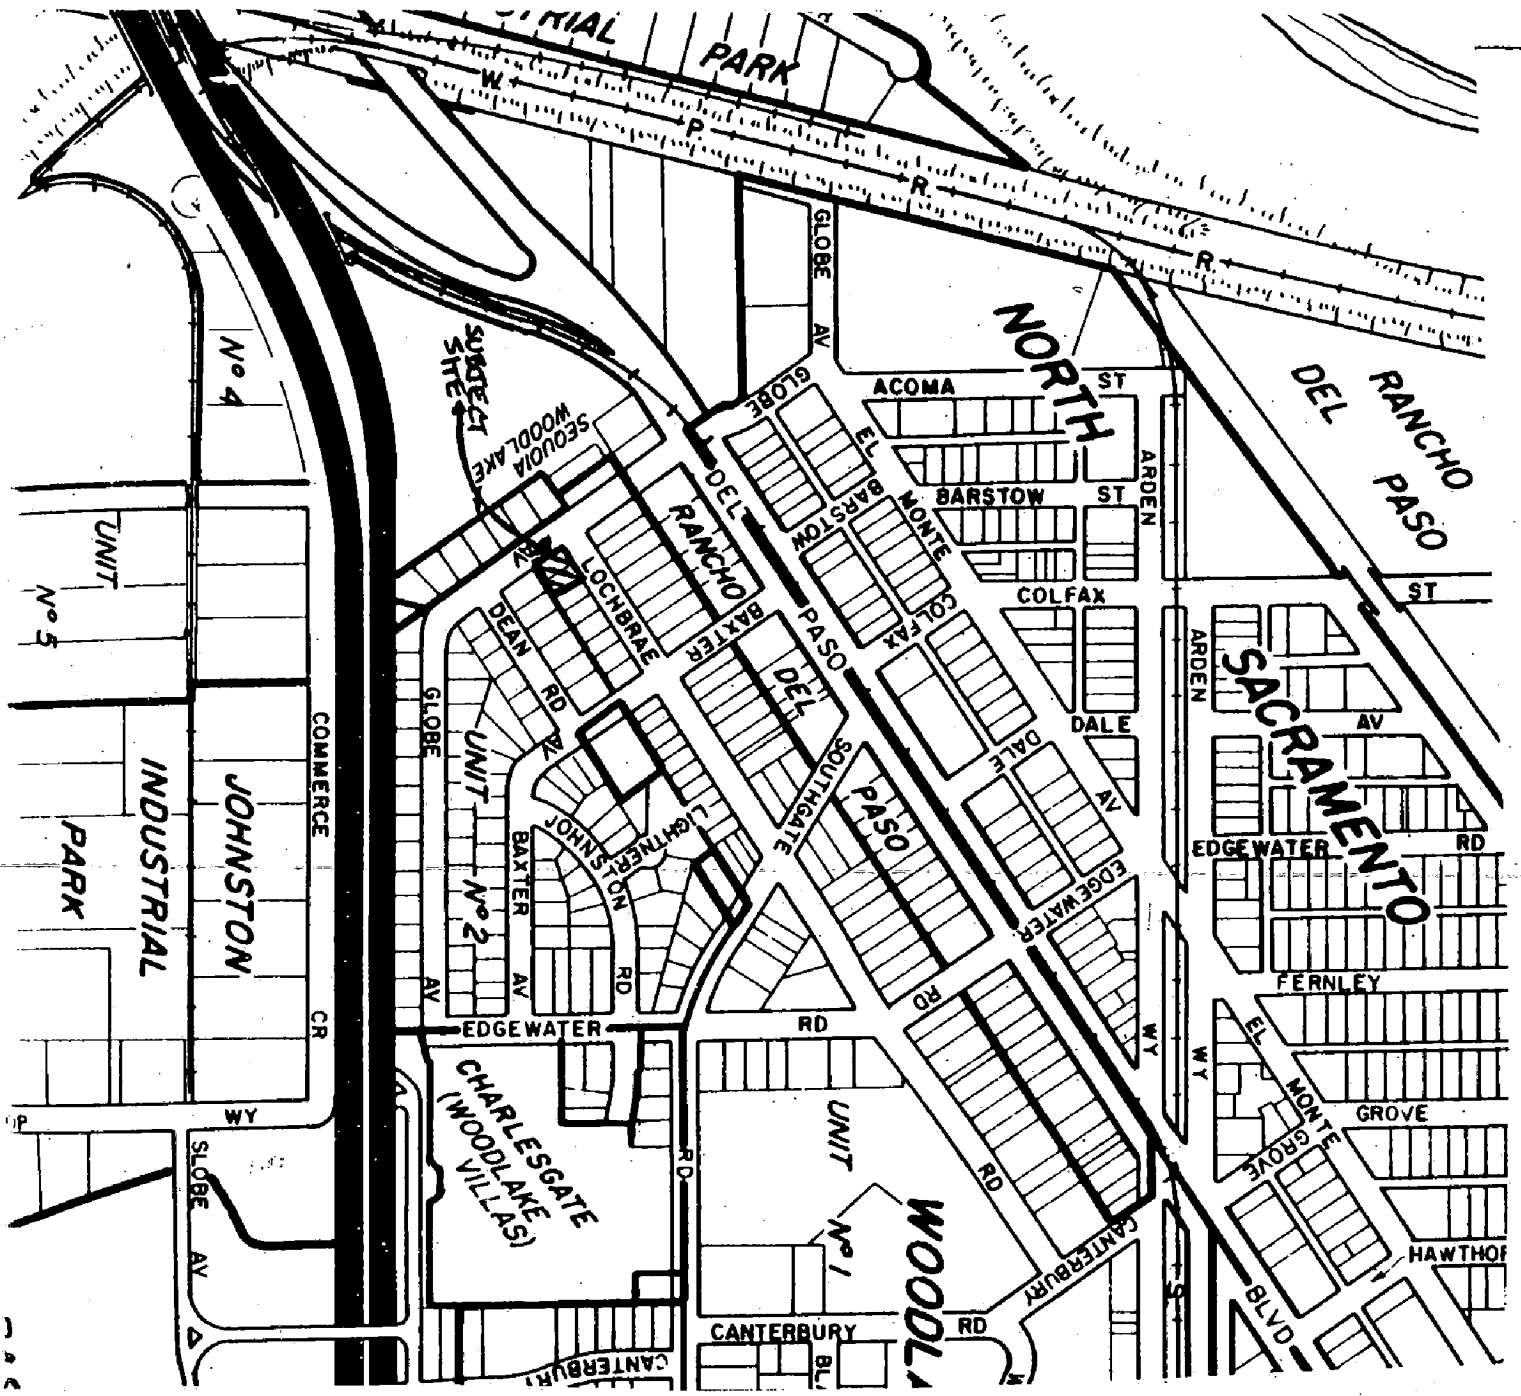 STRIAL
PARK
W.
P.
R.
R.
GLOBE
AV
NORTH
SACRAMENTO
RANCHO
DEL
PASO
ACOMA
ST
GLOBE
EL
MONTE
AV
BARSTOW
ST
BARSTOW
ARDEN
WY
COLFAX
ST
COLFAX
ARDEN
WY
DALE
AV
DALE
EDGEWATER
RD
EDGEWATER
FERNLEY
EL
MONTE
GROVE
GROVE
HAWTHOR
DEL
PASO
BLVD
RANCHO
DEL
PASO
SUBJECT
SITE
SEQUOIA
WOODLAKE
Nº 4
UNIT
Nº 5
LOCHBRAE
RD
BAXTER
AV
DEAN
RD
SOUTHGATE
RD
GLOBE
AV
UNIT Nº 2
LIGHTNER
JOHNSTON
RD
BAXTER
AV
COMMERCE
CR
JOHNSTON
INDUSTRIAL
PARK
EDGEWATER
RD
CHARLESGATE
(WOODLAKE
VILLAS)
UNIT
Nº 1
WOODLA
WY
SLOBE
AV
RD
CANTERBURY
CANTERBURY
RD
CANTERBURY
BL